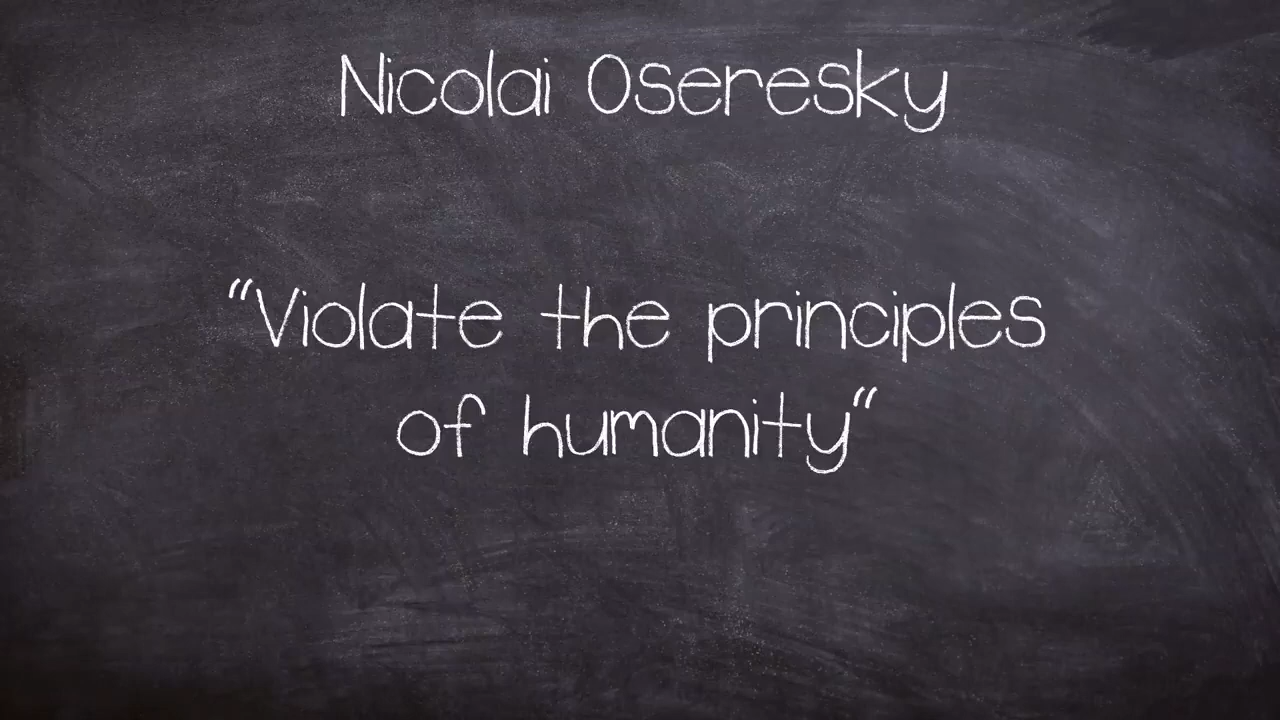 Nicolai Oseresky
“Violate the principles
of humanity“